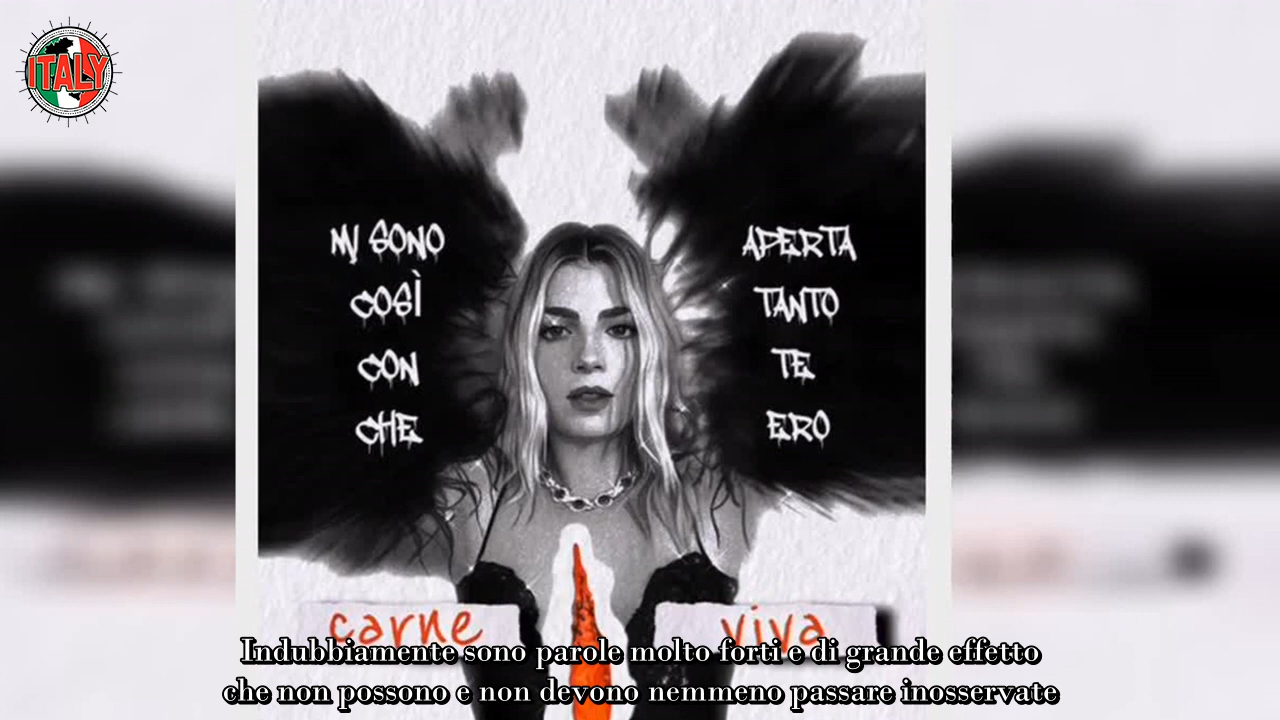 ITALY
MI SONO APERTA
COSÌ TANTO
CON TE
CHE ERO
carne viva
Indubbiamente sono parole molto forti e di grande effetto
che non possono e non devono nemmeno passare inosservate